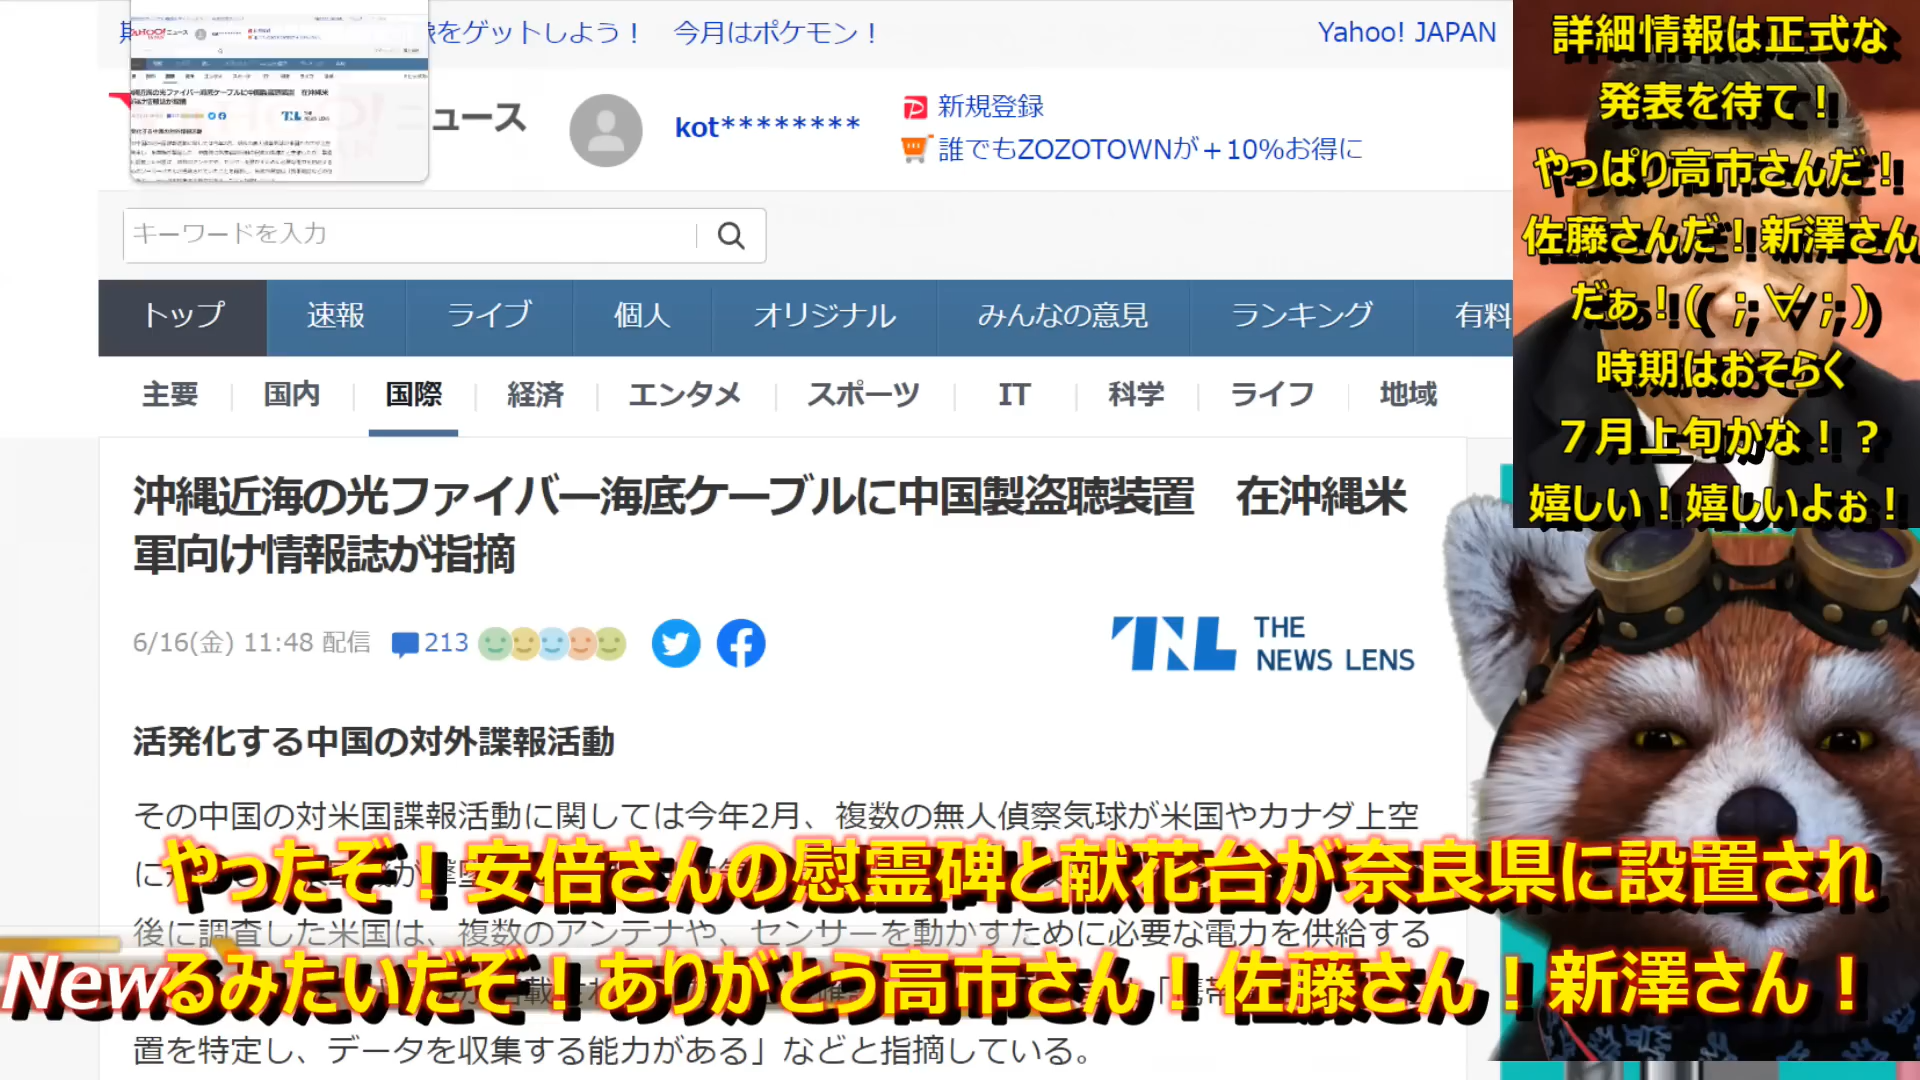 像をゲットしよう！　今月はポケモン！
Yahoo! JAPAN
ニュース
kot********
新規登録
誰でもZOZOTOWNが＋10%お得に
キーワードを入力
トップ
速報
ライブ
個人
オリジナル
みんなの意見
ランキング
有料
主要
国内
国際
経済
エンタメ
スポーツ
IT
科学
ライフ
地域
沖縄近海の光ファイバー海底ケーブルに中国製盗聴装置　在沖縄米
軍向け情報誌が指摘
6/16(金) 11:48 配信
213
THE
NEWS LENS
活発化する中国の対外諜報活動
その中国の対米国諜報活動に関しては今年2月、複数の無人偵察気球が米国やカナダ上空
後に調査した米国は、複数のアンテナや、センサーを動かすために必要な電力を供給する
置を特定し、データを収集する能力がある」などと指摘している。
詳細情報は正式な
発表を待て！
やっぱり高市さんだ！
佐藤さんだ！新澤さん
だぁ！( ;∀;)
時期はおそらく
７月上旬かな！？
嬉しい！嬉しいよぉ！
やったぞ！安倍さんの慰霊碑と献花台が奈良県に設置され
るみたいだぞ！ありがとう高市さん！佐藤さん！新澤さん！
New